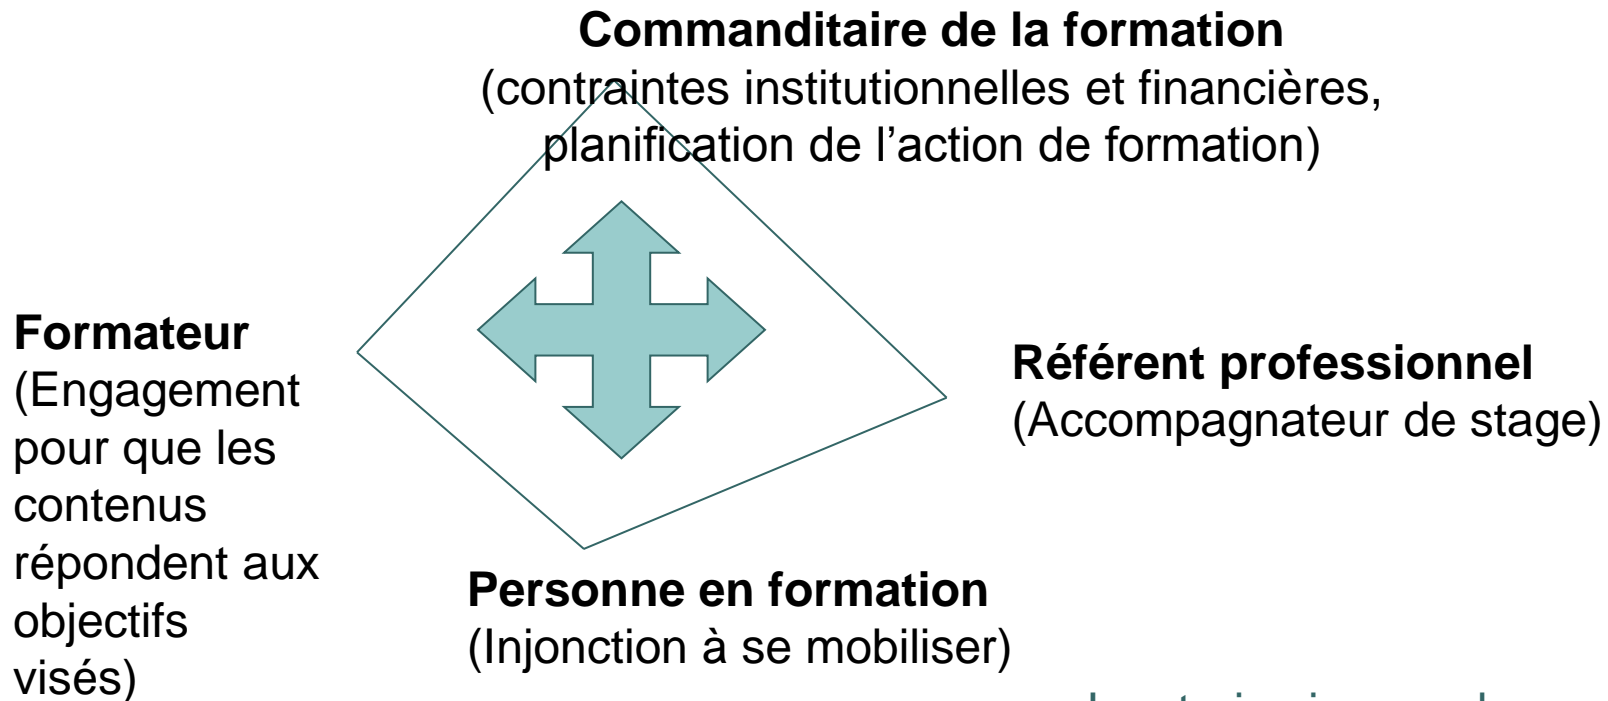 Commanditaire de la formation
(contraintes institutionnelles et financières,
planification de l’action de formation)
Formateur
(Engagement
pour que les
contenus
répondent aux
objectifs
visés)
Référent professionnel
(Accompagnateur de stage)
Personne en formation
(Injonction à se mobiliser)